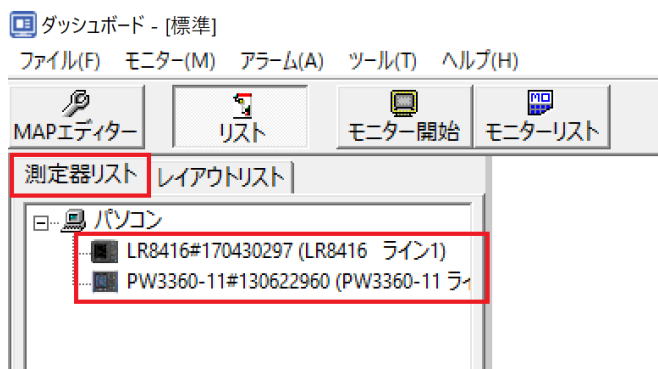 ダッシュボード - [標準]
ファイル(F) モニター(M) アラーム(A) ツール(T) ヘルプ(H)
MAPエディター リスト モニター開始 モニターリスト
測定器リスト レイアウトリスト
パソコン
LR8416#170430297 (LR8416 ライン1)
PW3360-11#130622960 (PW3360-11 ライ